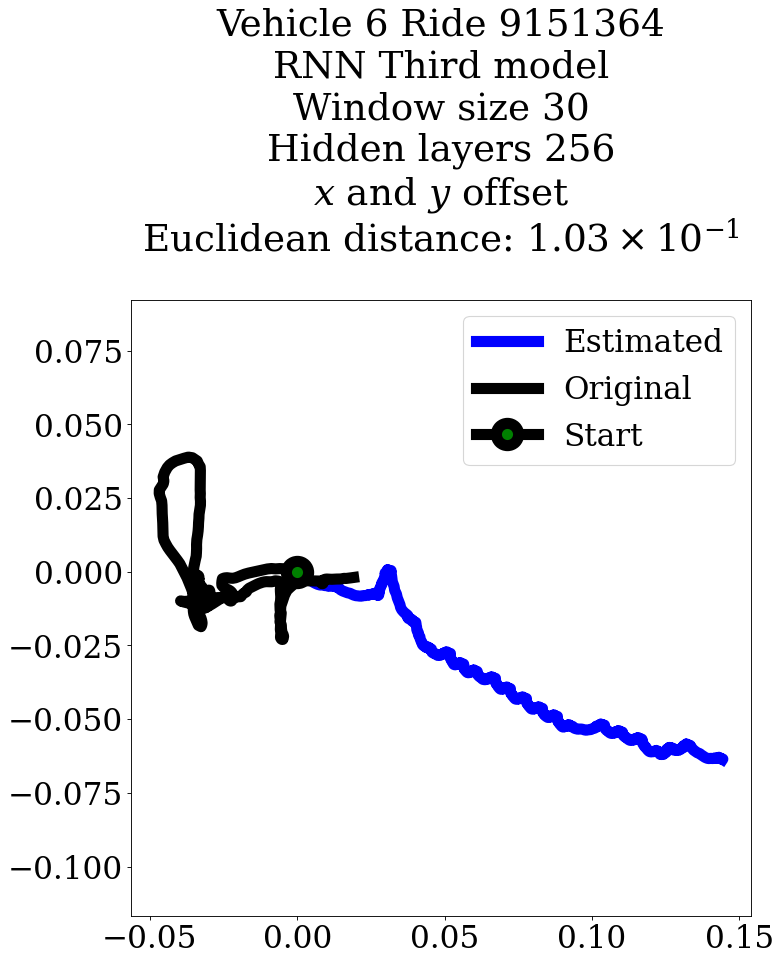 Vehicle 6 Ride 9151364
RNN Third model
Window size 30
Hidden layers 256
x and y offset
Euclidean distance: 1.03 × 10⁻¹
Estimated
Original
Start
0.075
0.050
0.025
0.000
−0.025
−0.050
−0.075
−0.100
−0.05 0.00 0.05 0.10 0.15